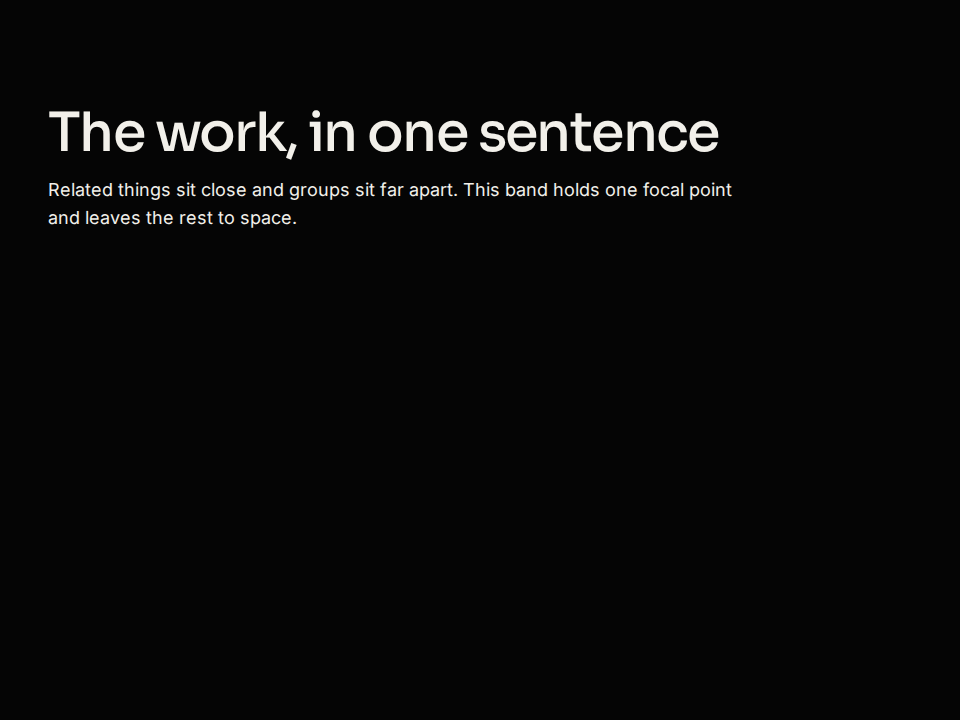 The work, in one sentence
Related things sit close and groups sit far apart. This band holds one focal point
and leaves the rest to space.